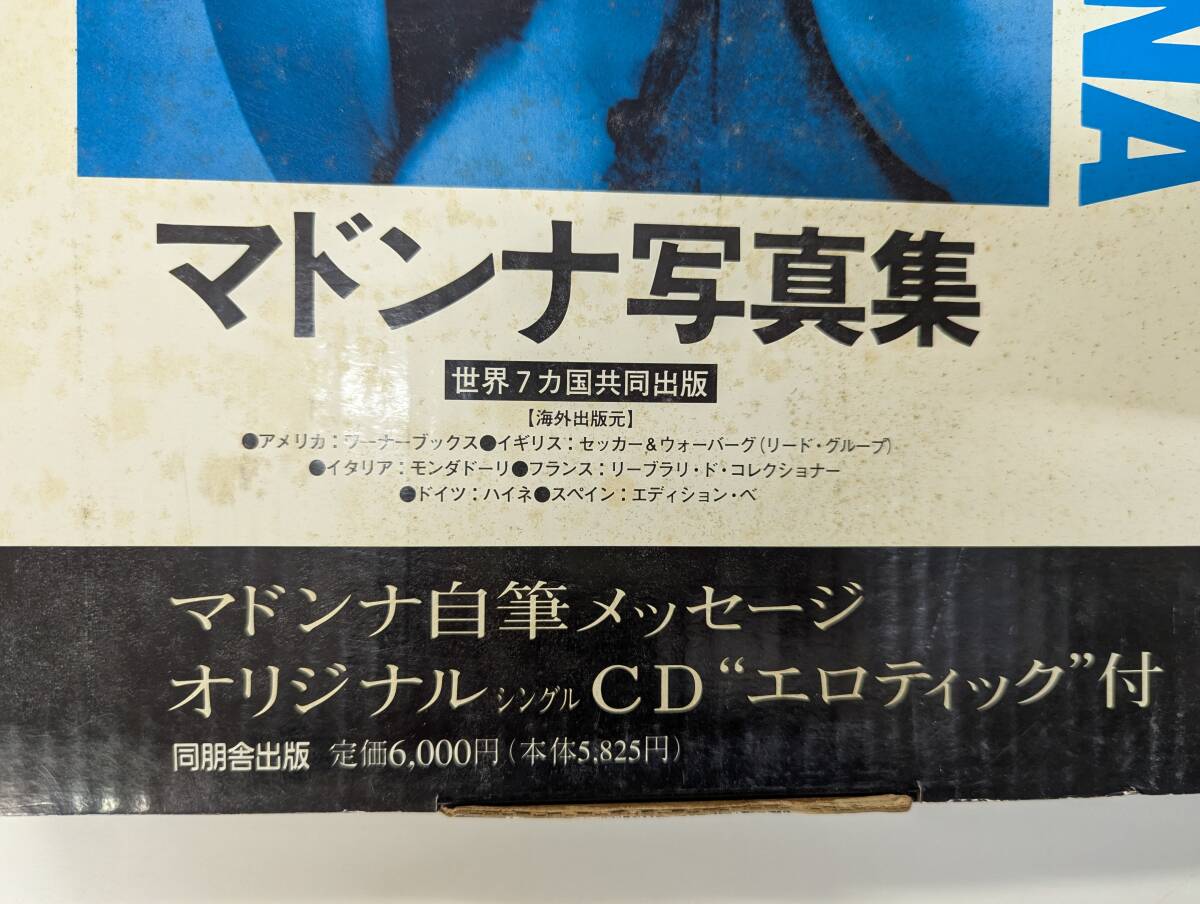 NA
マドンナ写真集
世界7カ国共同出版
【海外出版元】
●アメリカ:ワーナーブックス●イギリス:セッカー&ウォーバーグ(リード・グループ)
●イタリア:モンダドーリ●フランス:リーブラリ・ド・コレクショナー
●ドイツ:ハイネ●スペイン:エディション・ベ
マドンナ自筆メッセージ
オリジナルシングルCD“エロティック”付
同朋舎出版 定価6,000円(本体5,825円)